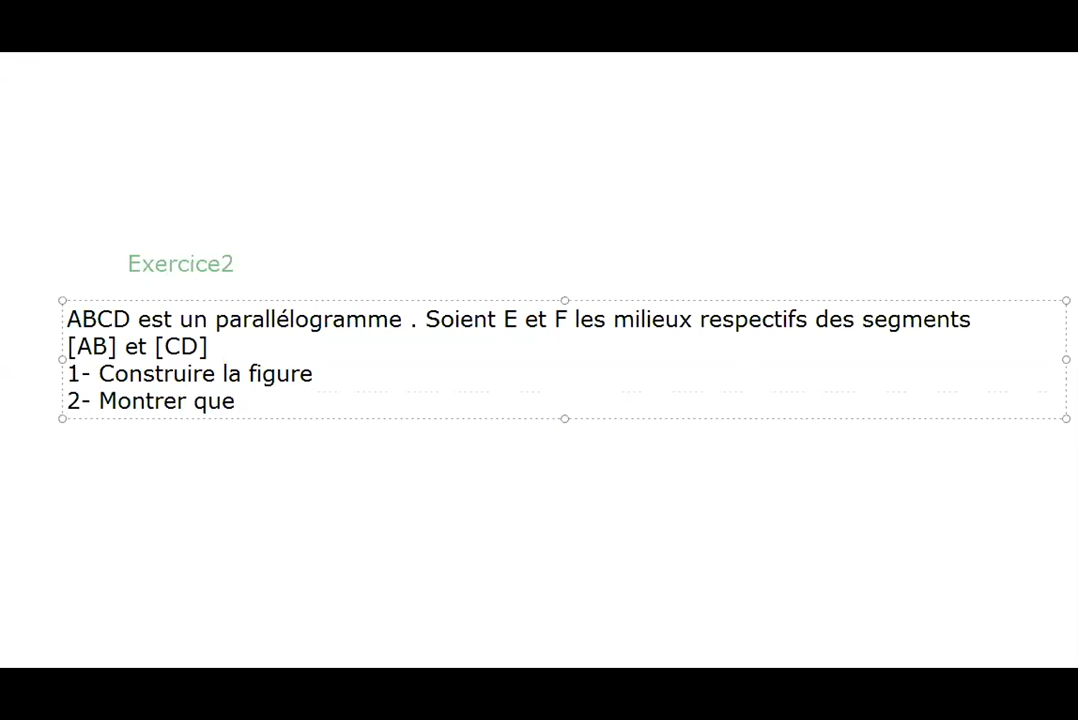 Exercice2
ABCD est un parallélogramme . Soient E et F les milieux respectifs des segments
[AB] et [CD]
1- Construire la figure
2- Montrer que